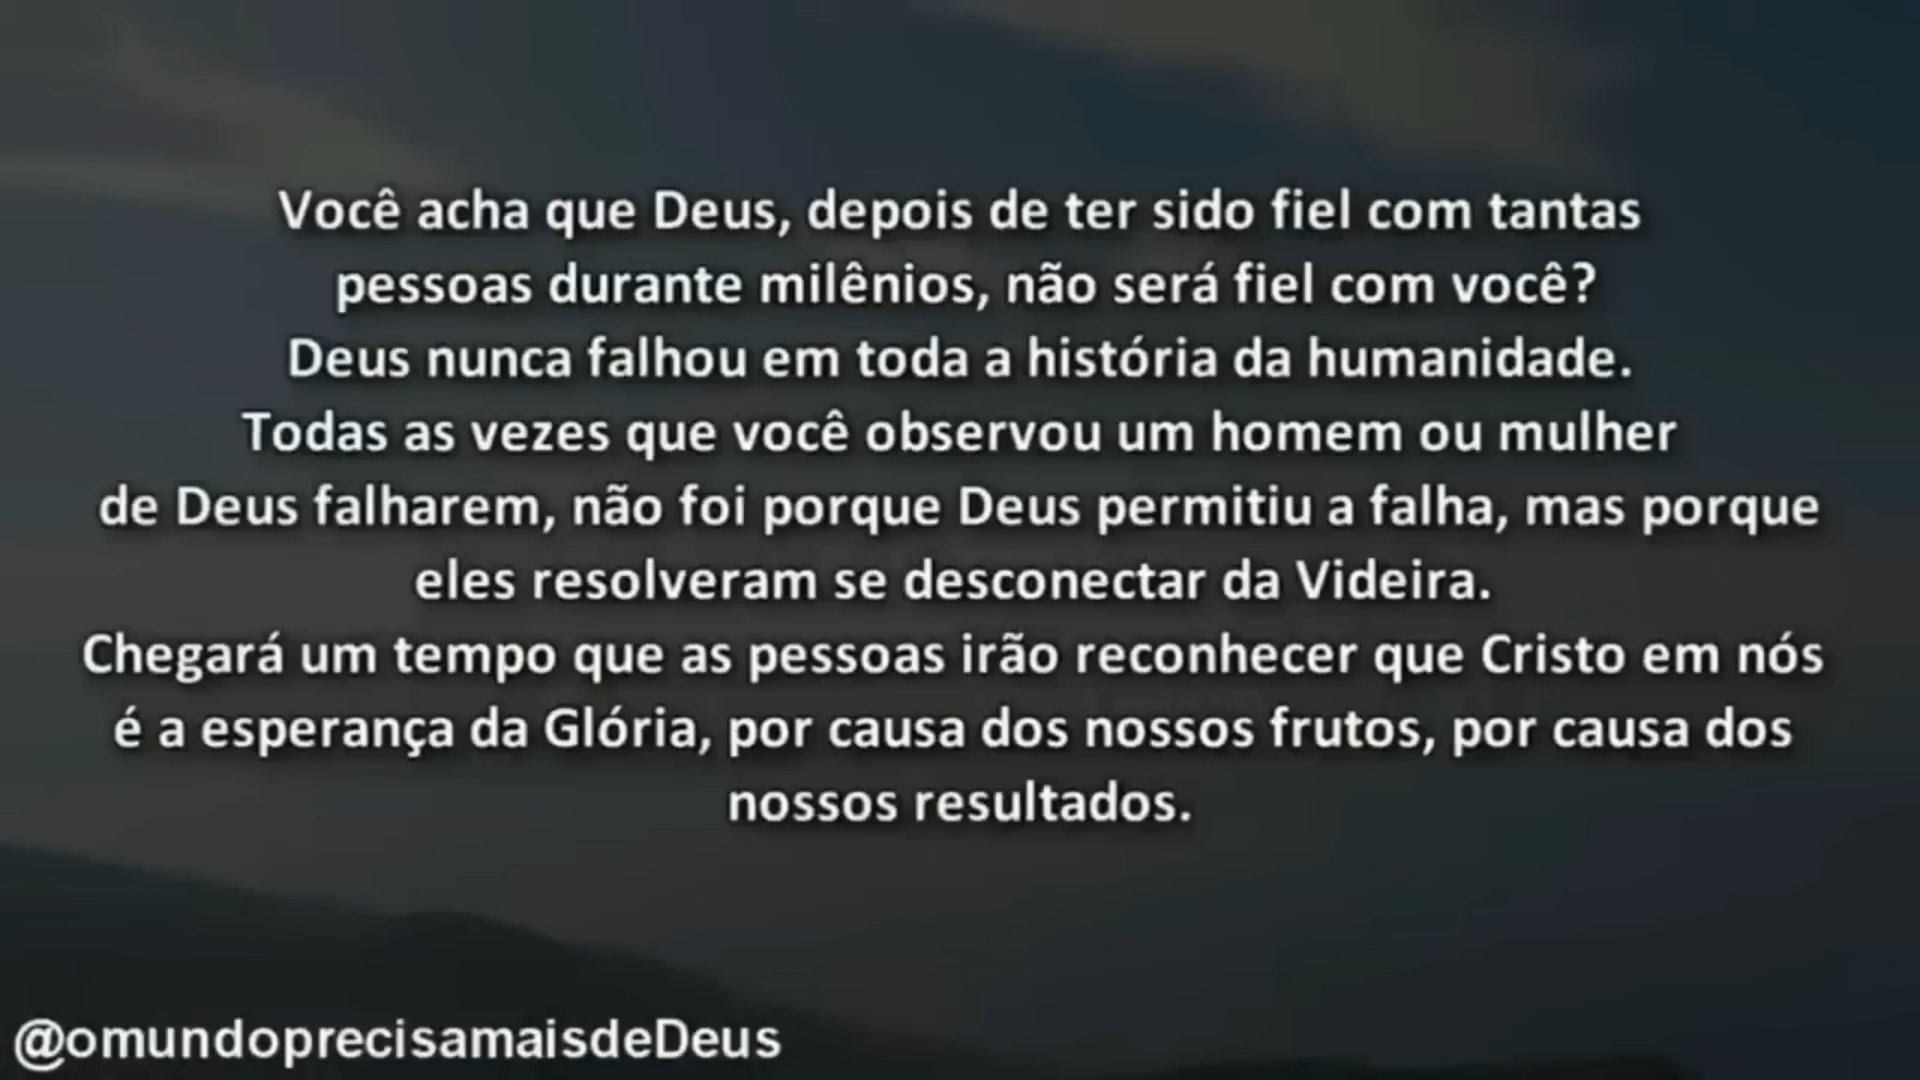 Você acha que Deus, depois de ter sido fiel com tantas
pessoas durante milênios, não será fiel com você?
Deus nunca falhou em toda a história da humanidade.
Todas as vezes que você observou um homem ou mulher
de Deus falharem, não foi porque Deus permitiu a falha, mas porque
eles resolveram se desconectar da Videira.
Chegará um tempo que as pessoas irão reconhecer que Cristo em nós
é a esperança da Glória, por causa dos nossos frutos, por causa dos
nossos resultados.
@omundoprecisamaisdeDeus